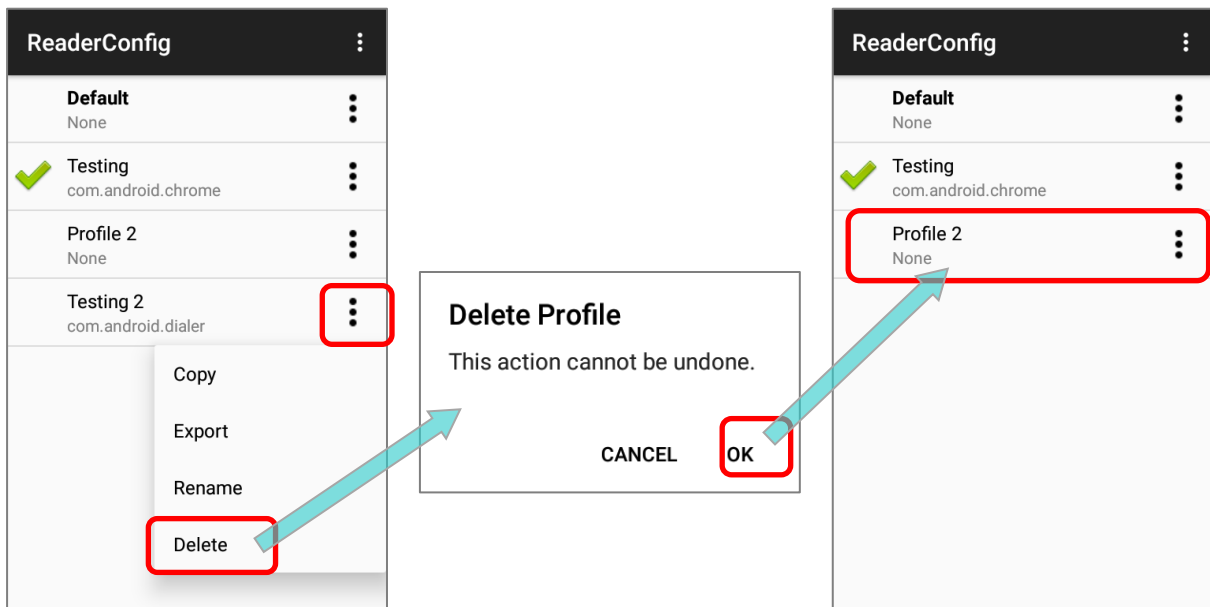 ReaderConfig
Default
None
Testing
com.android.chrome
Profile 2
None
Testing 2
com.android.dialer
Copy
Export
Rename
Delete
Delete Profile
This action cannot be undone.
CANCEL OK
ReaderConfig
Default
None
Testing
com.android.chrome
Profile 2
None